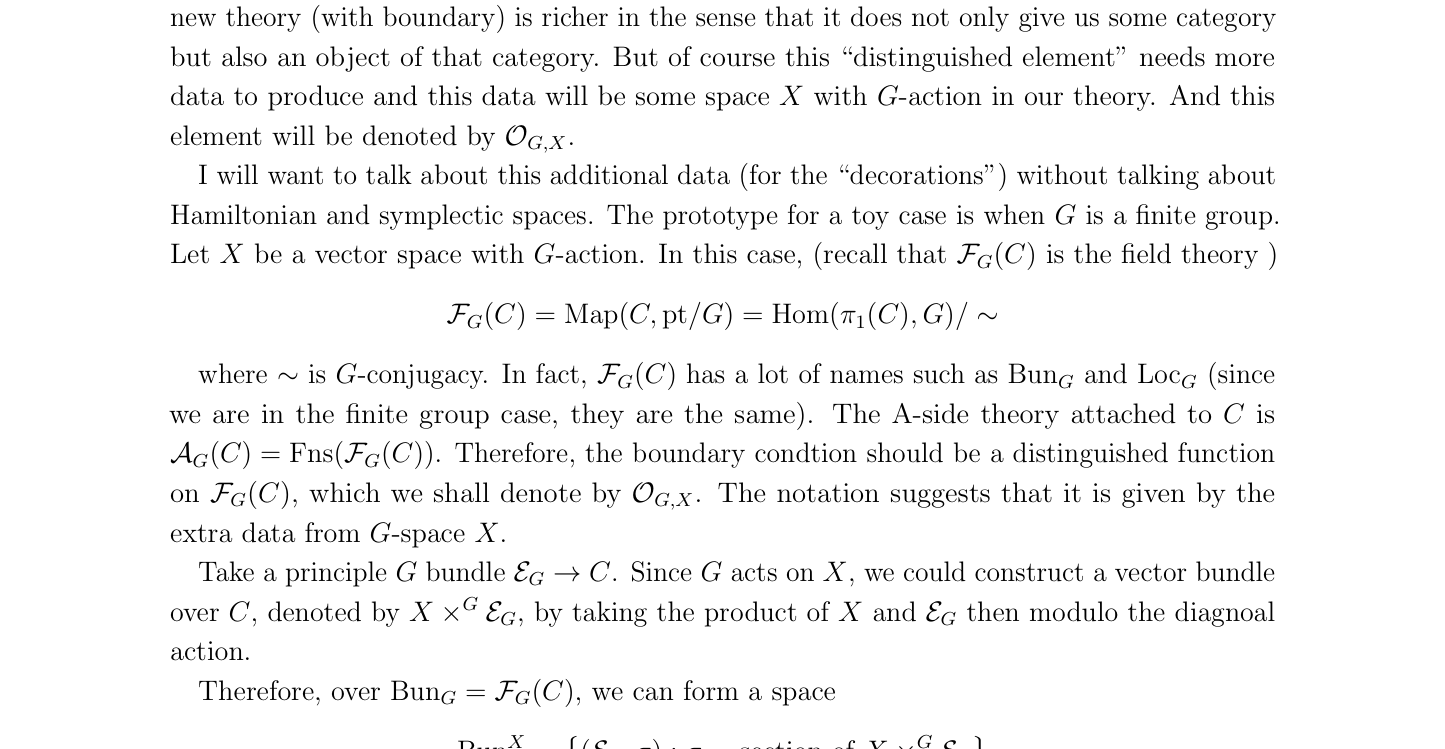 new theory (with boundary) is richer in the sense that it does not only give us some category
but also an object of that category. But of course this “distinguished element” needs more
data to produce and this data will be some space X with G-action in our theory. And this
element will be denoted by 𝒪_{G,X}.
I will want to talk about this additional data (for the “decorations”) without talking about
Hamiltonian and symplectic spaces. The prototype for a toy case is when G is a finite group.
Let X be a vector space with G-action. In this case, (recall that ℱ_G(C) is the field theory )
ℱ_G(C) = Map(C, pt/G) = Hom(π₁(C), G)/ ∼
where ∼ is G-conjugacy. In fact, ℱ_G(C) has a lot of names such as Bun_G and Loc_G (since
we are in the finite group case, they are the same). The A-side theory attached to C is
𝒜_G(C) = Fns(ℱ_G(C)). Therefore, the boundary condtion should be a distinguished function
on ℱ_G(C), which we shall denote by 𝒪_{G,X}. The notation suggests that it is given by the
extra data from G-space X.
Take a principle G bundle ℰ_G → C. Since G acts on X, we could construct a vector bundle
over C, denoted by X ×^G ℰ_G, by taking the product of X and ℰ_G then modulo the diagnoal
action.
Therefore, over Bun_G = ℱ_G(C), we can form a space